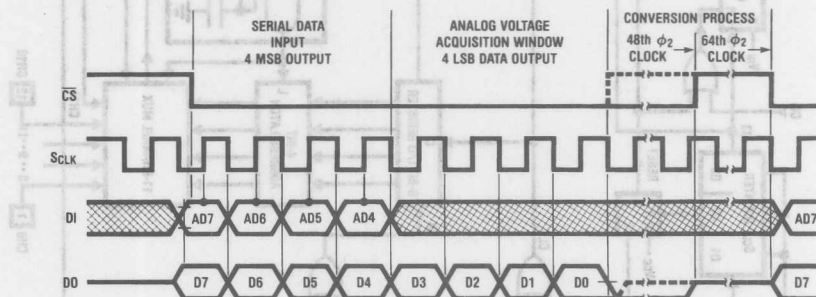 SERIAL DATA
INPUT
4 MSB OUTPUT
ANALOG VOLTAGE
ACQUISITION WINDOW
4 LSB DATA OUTPUT
CONVERSION PROCESS
48th ϕ2
CLOCK
64th ϕ2
CLOCK
CS
SCLK
DI
AD7 AD6 AD5 AD4 AD7
DO
D7 D6 D5 D4 D3 D2 D1 D0 D7